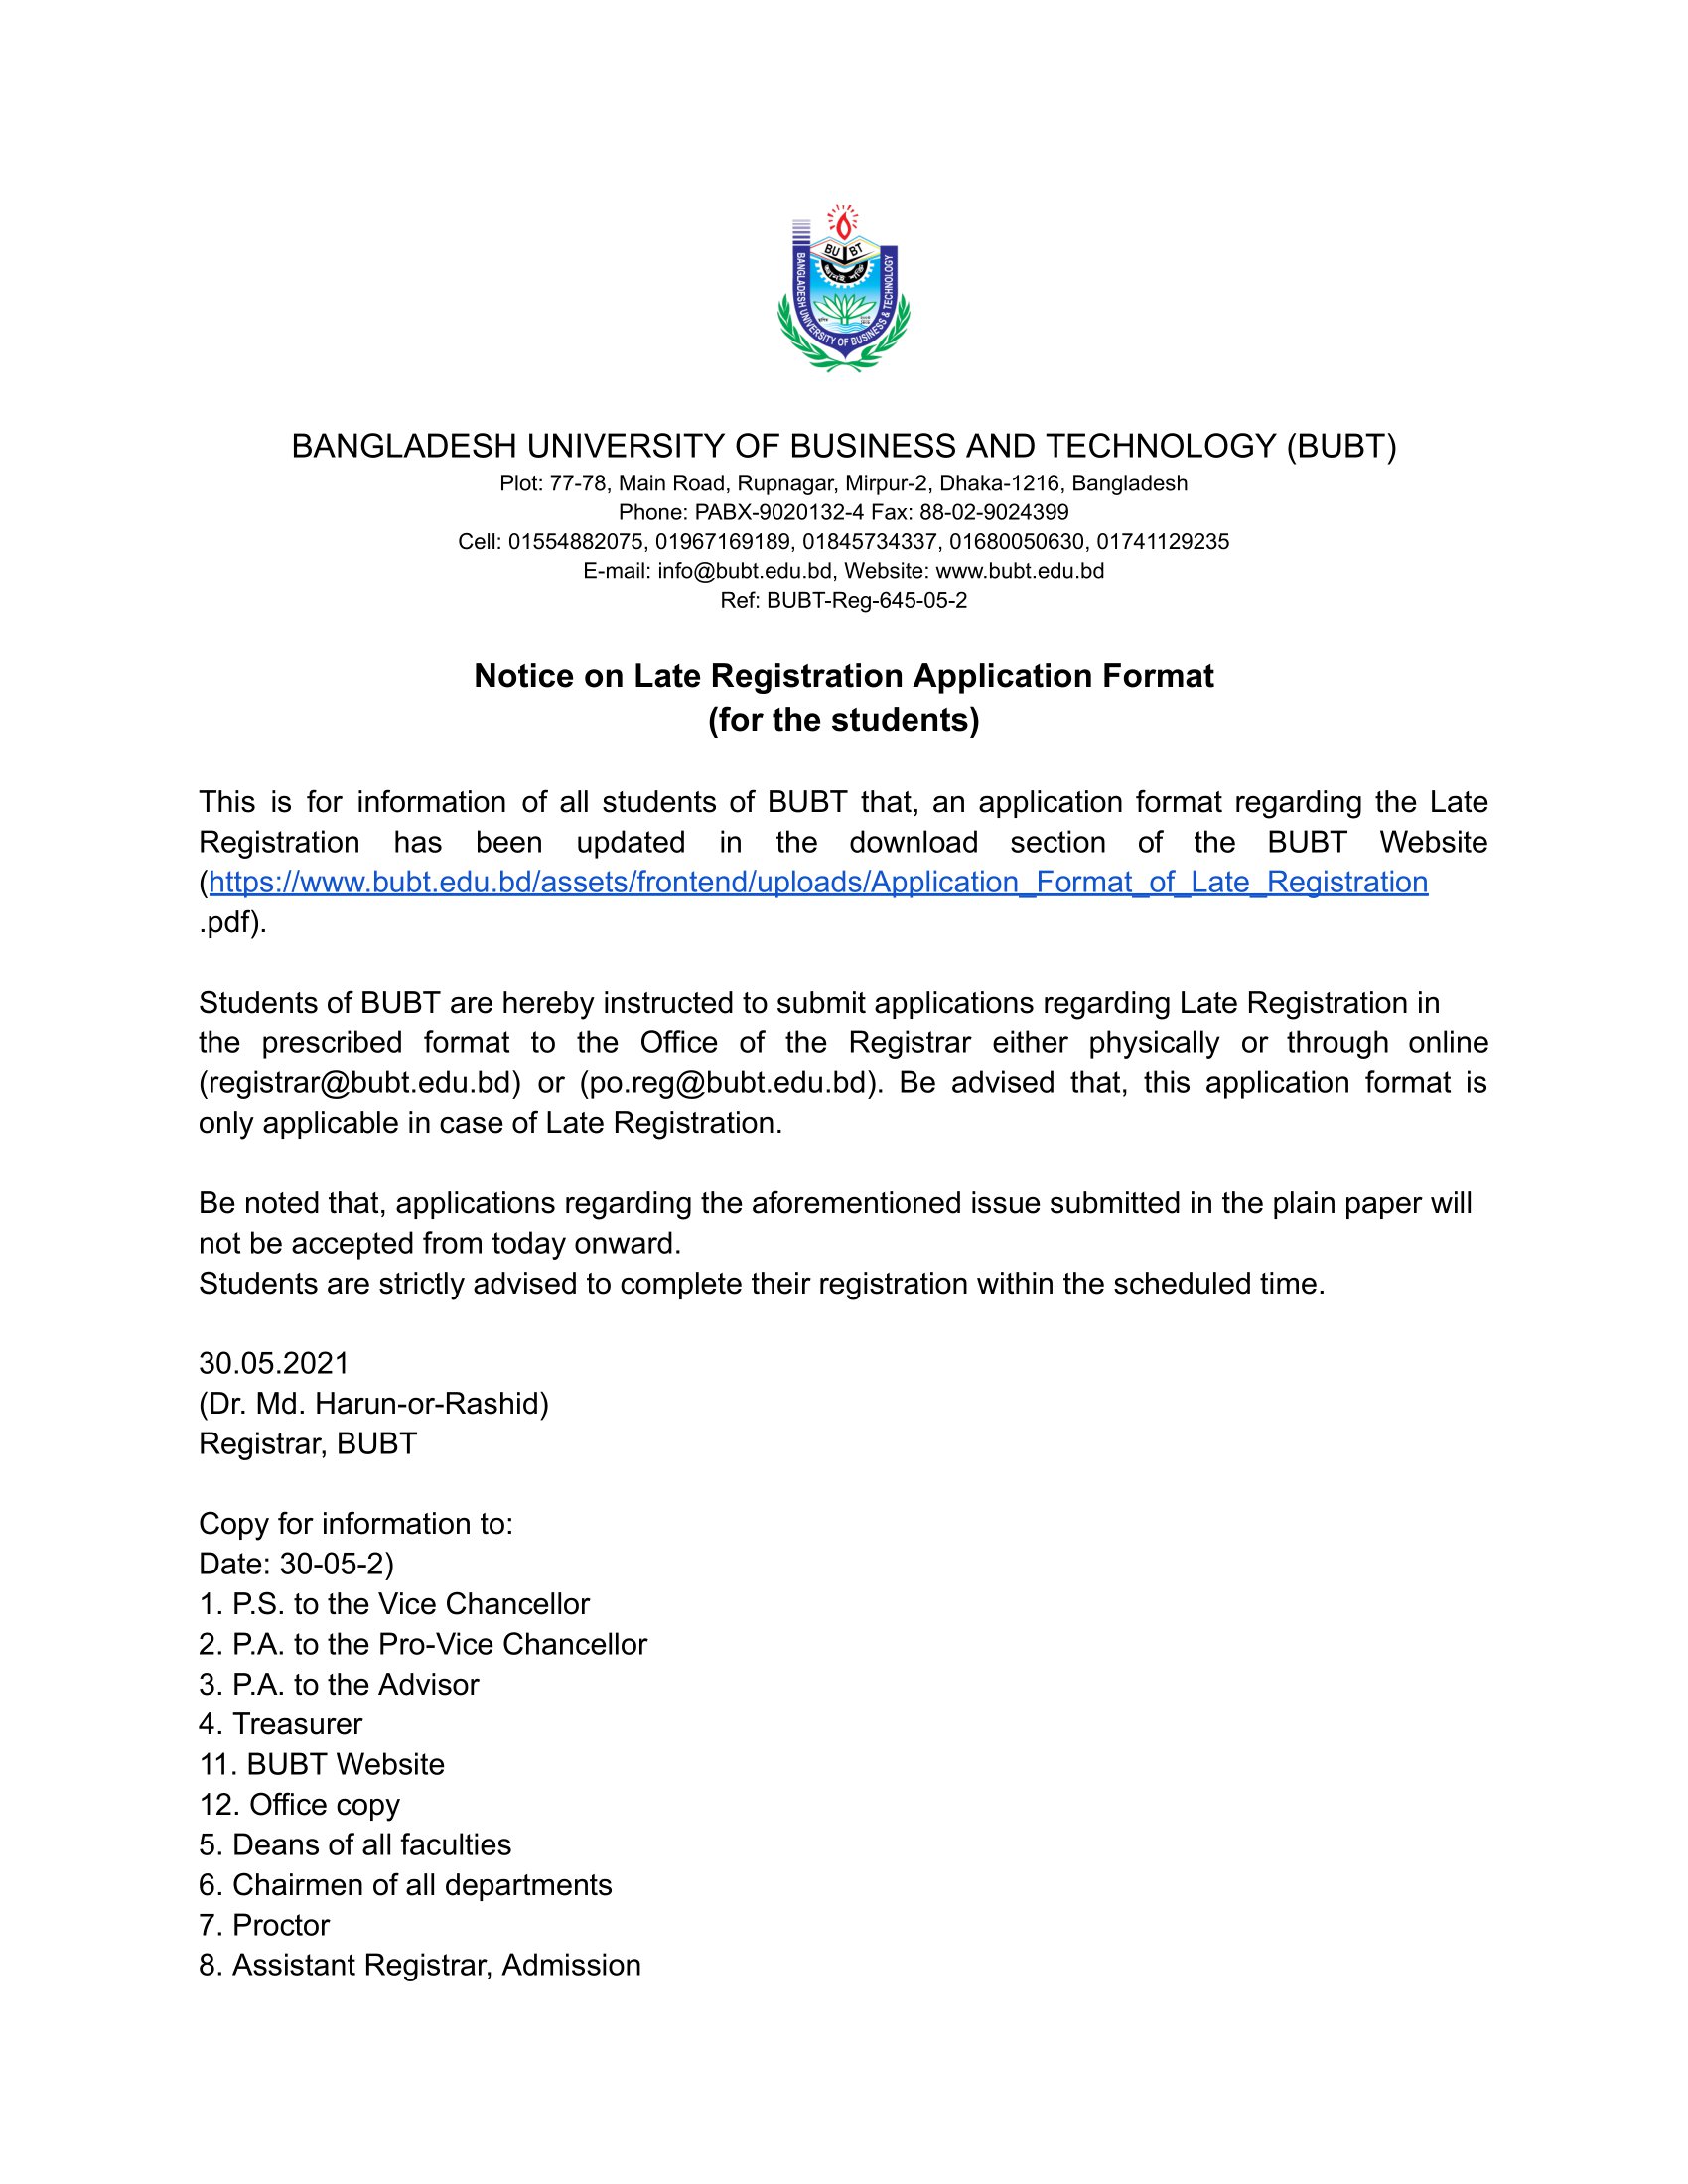 BU BT
BANGLADESH UNIVERSITY OF BUSINESS & TECHNOLOGY
BANGLADESH UNIVERSITY OF BUSINESS AND TECHNOLOGY (BUBT)
Plot: 77-78, Main Road, Rupnagar, Mirpur-2, Dhaka-1216, Bangladesh
Phone: PABX-9020132-4 Fax: 88-02-9024399
Cell: 01554882075, 01967169189, 01845734337, 01680050630, 01741129235
E-mail: info@bubt.edu.bd, Website: www.bubt.edu.bd
Ref: BUBT-Reg-645-05-2
Notice on Late Registration Application Format
(for the students)
This is for information of all students of BUBT that, an application format regarding the Late
Registration has been updated in the download section of the BUBT Website
(https://www.bubt.edu.bd/assets/frontend/uploads/Application_Format_of_Late_Registration
.pdf).
Students of BUBT are hereby instructed to submit applications regarding Late Registration in
the prescribed format to the Office of the Registrar either physically or through online
(registrar@bubt.edu.bd) or (po.reg@bubt.edu.bd). Be advised that, this application format is
only applicable in case of Late Registration.
Be noted that, applications regarding the aforementioned issue submitted in the plain paper will
not be accepted from today onward.
Students are strictly advised to complete their registration within the scheduled time.
30.05.2021
(Dr. Md. Harun-or-Rashid)
Registrar, BUBT
Copy for information to:
Date: 30-05-2)
1. P.S. to the Vice Chancellor
2. P.A. to the Pro-Vice Chancellor
3. P.A. to the Advisor
4. Treasurer
11. BUBT Website
12. Office copy
5. Deans of all faculties
6. Chairmen of all departments
7. Proctor
8. Assistant Registrar, Admission